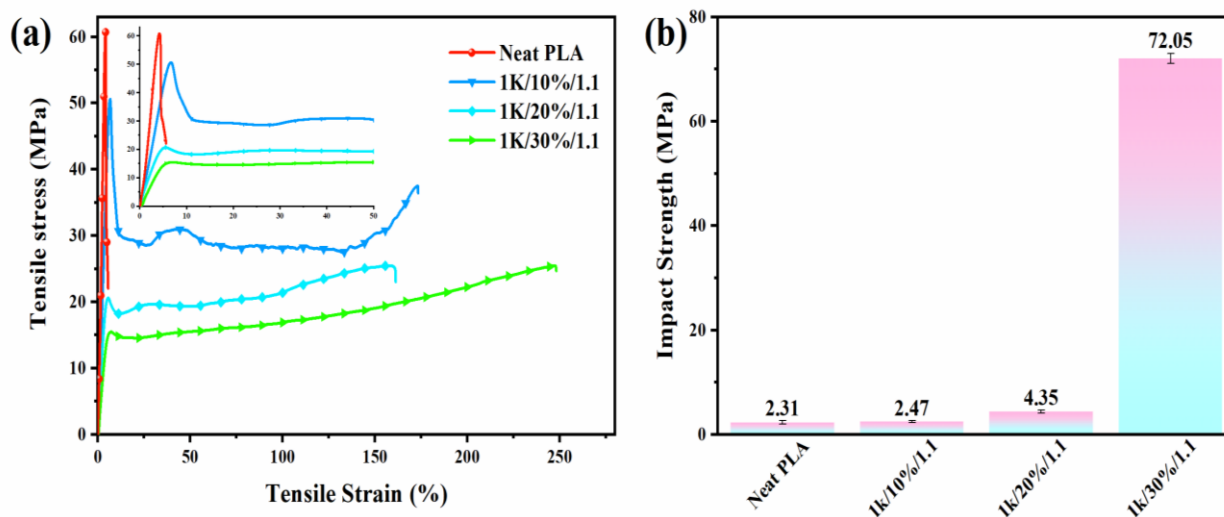 (a)
Tensile stress (MPa)
60
50
40
30
20
10
0
0
50
100
150
200
250
Tensile Strain (%)
60
50
40
30
20
10
0
0
10
20
30
40
50
Neat PLA
1K/10%/1.1
1K/20%/1.1
1K/30%/1.1
(b)
Impact Strength (MPa)
80
60
40
20
0
2.31
2.47
4.35
72.05
Neat PLA
1k/10%/1.1
1k/20%/1.1
1k/30%/1.1